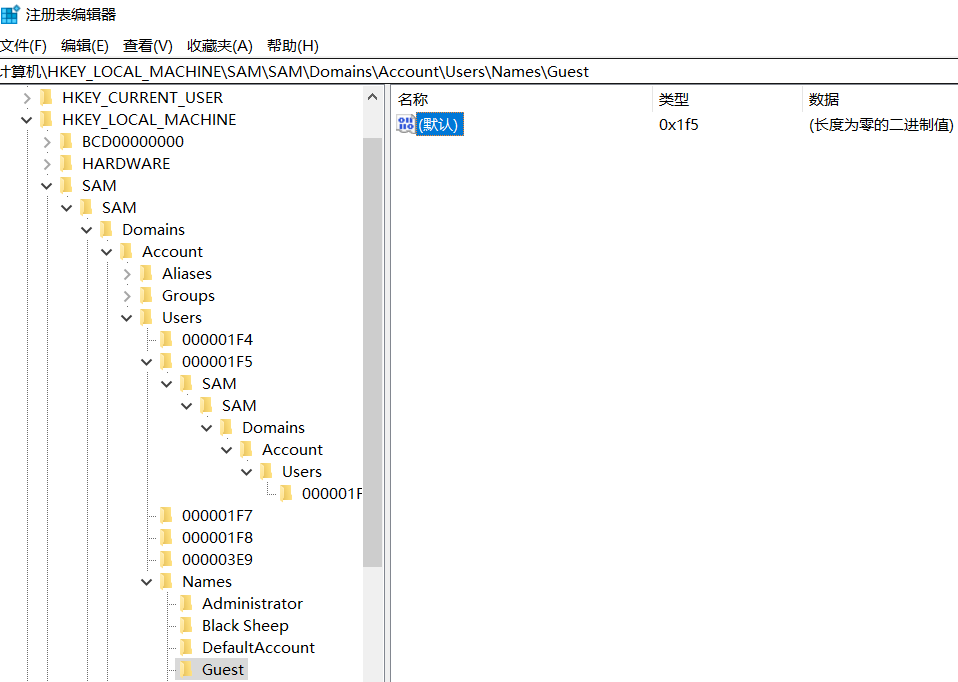 注册表编辑器
文件(F) 编辑(E) 查看(V) 收藏夹(A) 帮助(H)
计算机\HKEY_LOCAL_MACHINE\SAM\SAM\Domains\Account\Users\Names\Guest
HKEY_CURRENT_USER
HKEY_LOCAL_MACHINE
BCD00000000
HARDWARE
SAM
SAM
Domains
Account
Aliases
Groups
Users
000001F4
000001F5
SAM
SAM
Domains
Account
Users
000001F
000001F7
000001F8
000003E9
Names
Administrator
Black Sheep
DefaultAccount
Guest
名称 类型 数据
(默认) 0x1f5 (长度为零的二进制值)